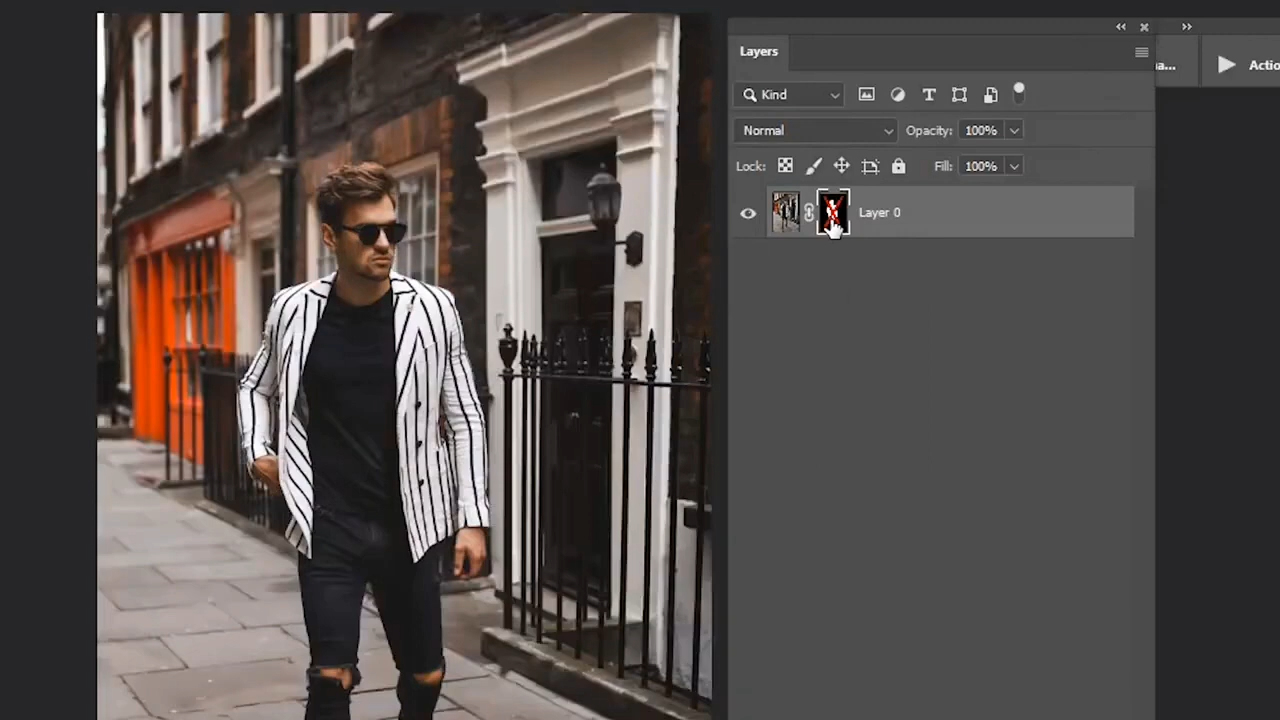 Layers
a...
Actio
Kind
Normal
Opacity: 100%
Lock:
Fill: 100%
Layer 0